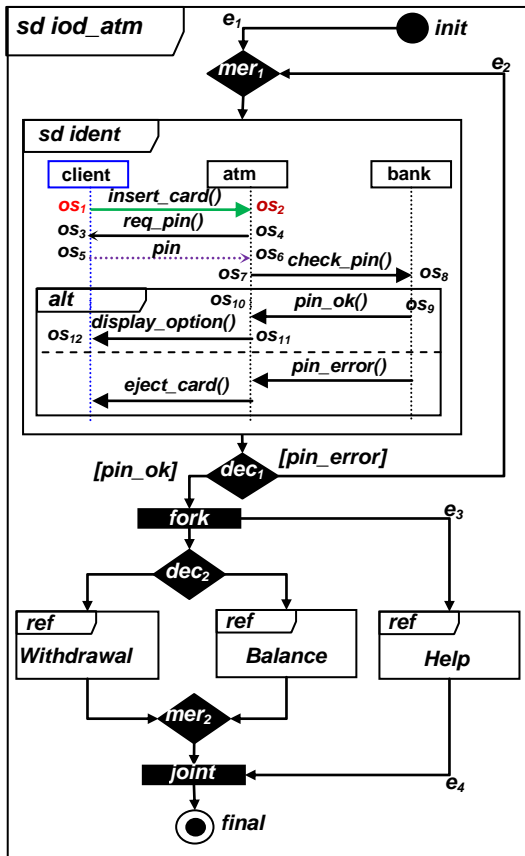 sd iod_atm
e1
init
mer1
e2
sd ident
client
atm
bank
os1
insert_card()
os2
os3
req_pin()
os4
os5
pin
os6
os7
check_pin()
os8
alt
os10
pin_ok()
os9
os12
display_option()
os11
pin_error()
eject_card()
[pin_ok]
dec1
[pin_error]
fork
e3
dec2
ref
Withdrawal
ref
Balance
ref
Help
mer2
joint
e4
final